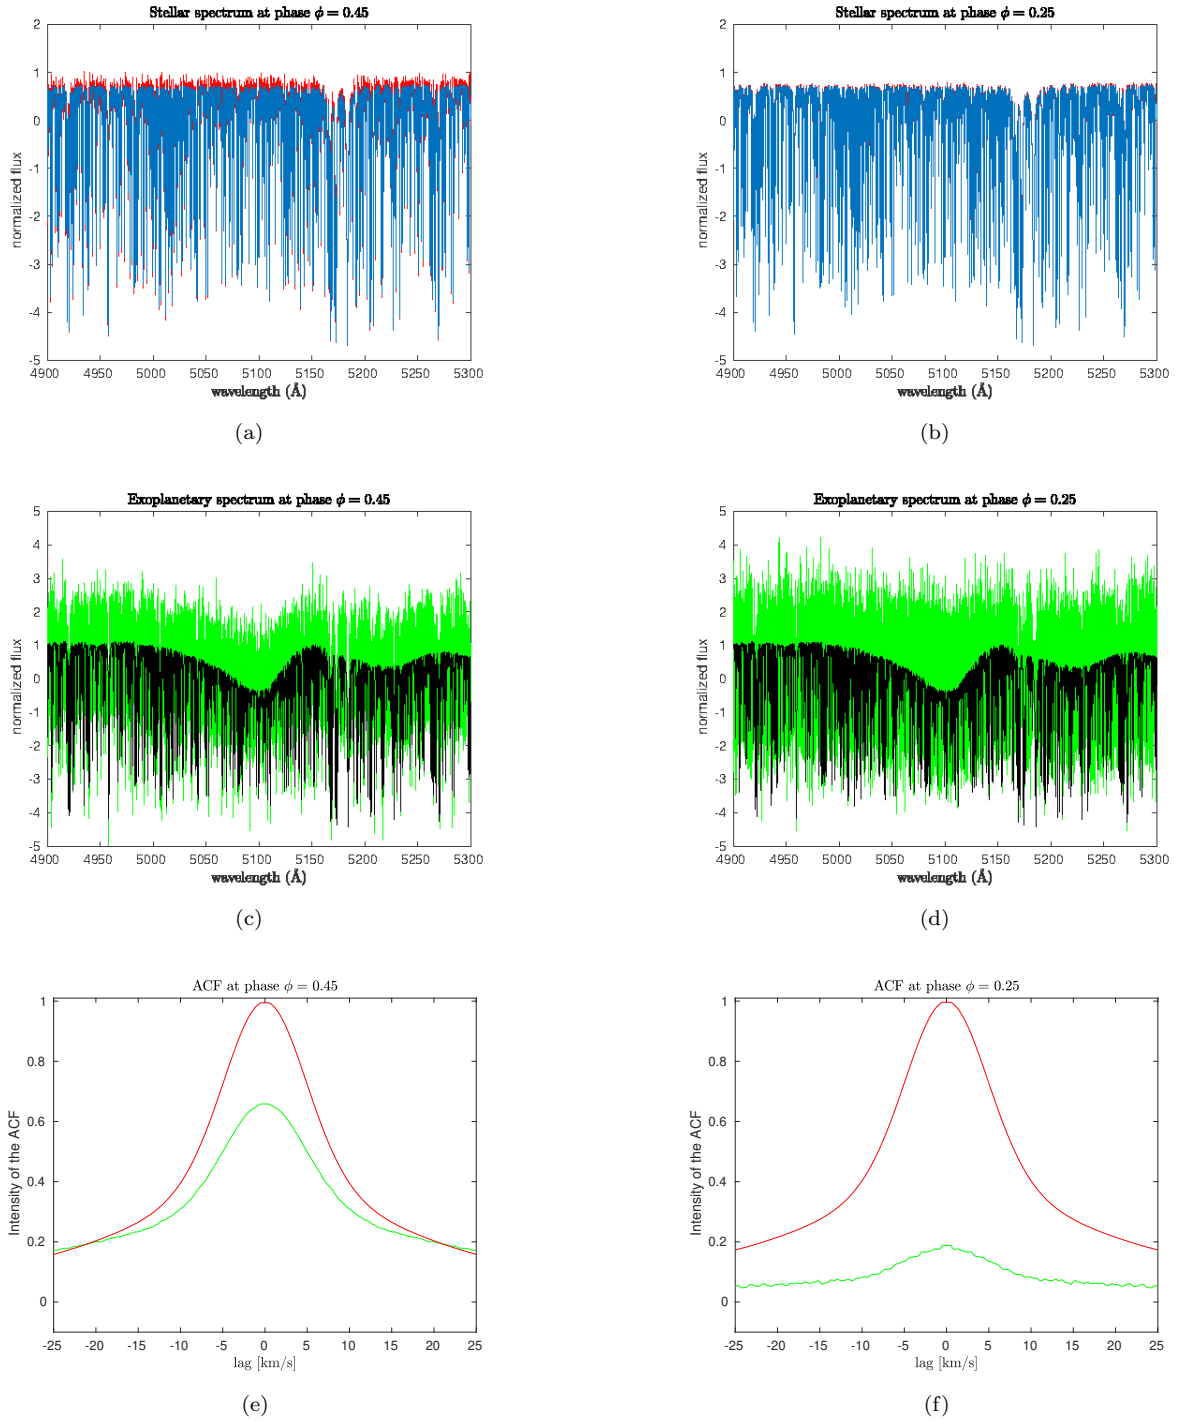 Stellar spectrum at phase ϕ = 0.45
2
1
0
-1
-2
-3
-4
-5
normalized flux
4900 4950 5000 5050 5100 5150 5200 5250 5300
wavelength (Å)
(a)
Stellar spectrum at phase ϕ = 0.25
2
1
0
-1
-2
-3
-4
-5
normalized flux
4900 4950 5000 5050 5100 5150 5200 5250 5300
wavelength (Å)
(b)
Exoplanetary spectrum at phase ϕ = 0.45
5
4
3
2
1
0
-1
-2
-3
-4
-5
normalized flux
4900 4950 5000 5050 5100 5150 5200 5250 5300
wavelength (Å)
(c)
Exoplanetary spectrum at phase ϕ = 0.25
5
4
3
2
1
0
-1
-2
-3
-4
-5
normalized flux
4900 4950 5000 5050 5100 5150 5200 5250 5300
wavelength (Å)
(d)
ACF at phase ϕ = 0.45
1
0.8
0.6
0.4
0.2
0
Intensity of the ACF
-25 -20 -15 -10 -5 0 5 10 15 20 25
lag [km/s]
(e)
ACF at phase ϕ = 0.25
1
0.8
0.6
0.4
0.2
0
Intensity of the ACF
-25 -20 -15 -10 -5 0 5 10 15 20 25
lag [km/s]
(f)